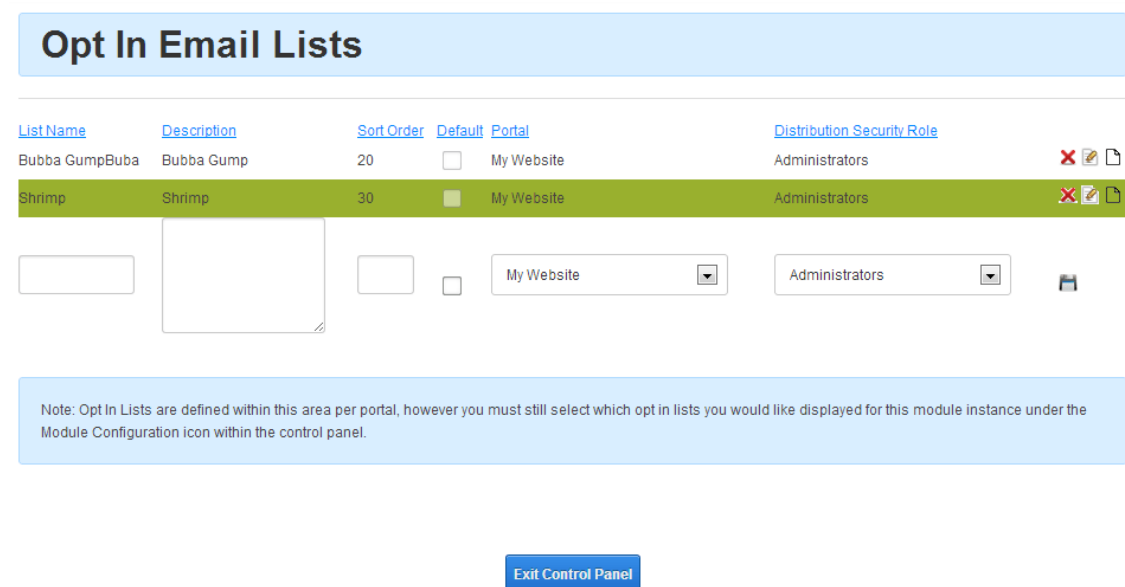 Opt In Email Lists
List Name Description Sort Order Default Portal Distribution Security Role
Bubba GumpBuba Bubba Gump 20 My Website Administrators
Shrimp Shrimp 30 My Website Administrators
My Website Administrators
Note: Opt In Lists are defined within this area per portal, however you must still select which opt in lists you would like displayed for this module instance under the
Module Configuration icon within the control panel.
Exit Control Panel